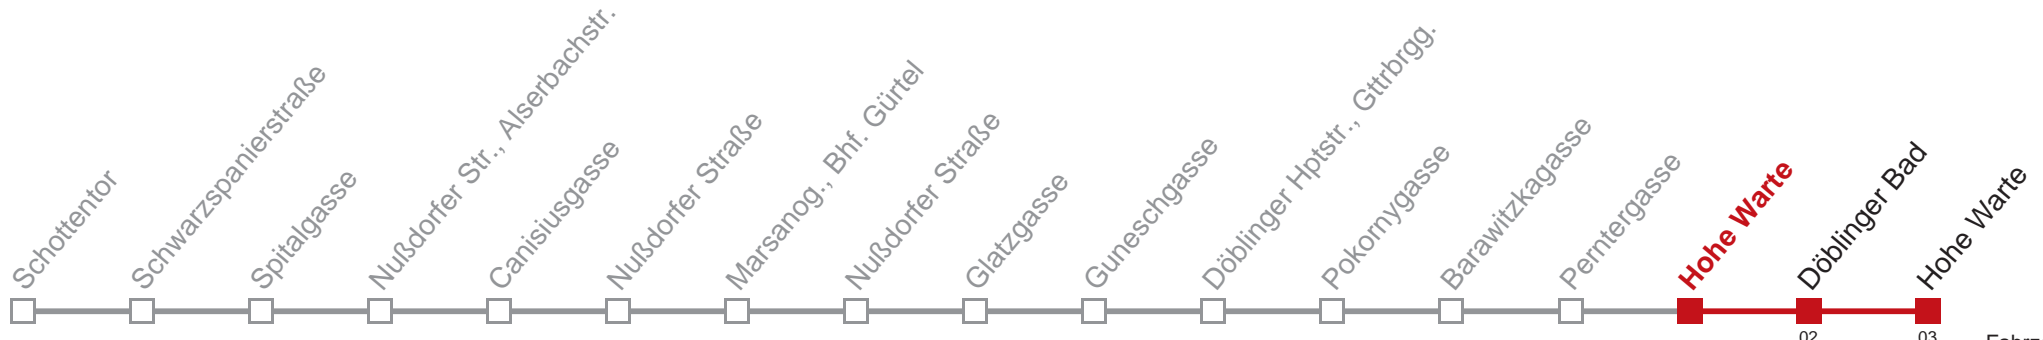 Schottentor
Schwarzspanierstraße
Spitalgasse
Nußdorfer Str., Alserbachstr.
Canisiusgasse
Nußdorfer Straße
Marsanog., Bhf. Gürtel
Nußdorfer Straße
Glatzgasse
Guneschgasse
Döblinger Hptstr., Gttrbrgg.
Pokornygasse
Barawitzkagasse
Perntergasse
Hohe Warte
Döblinger Bad
Hohe Warte
02
03